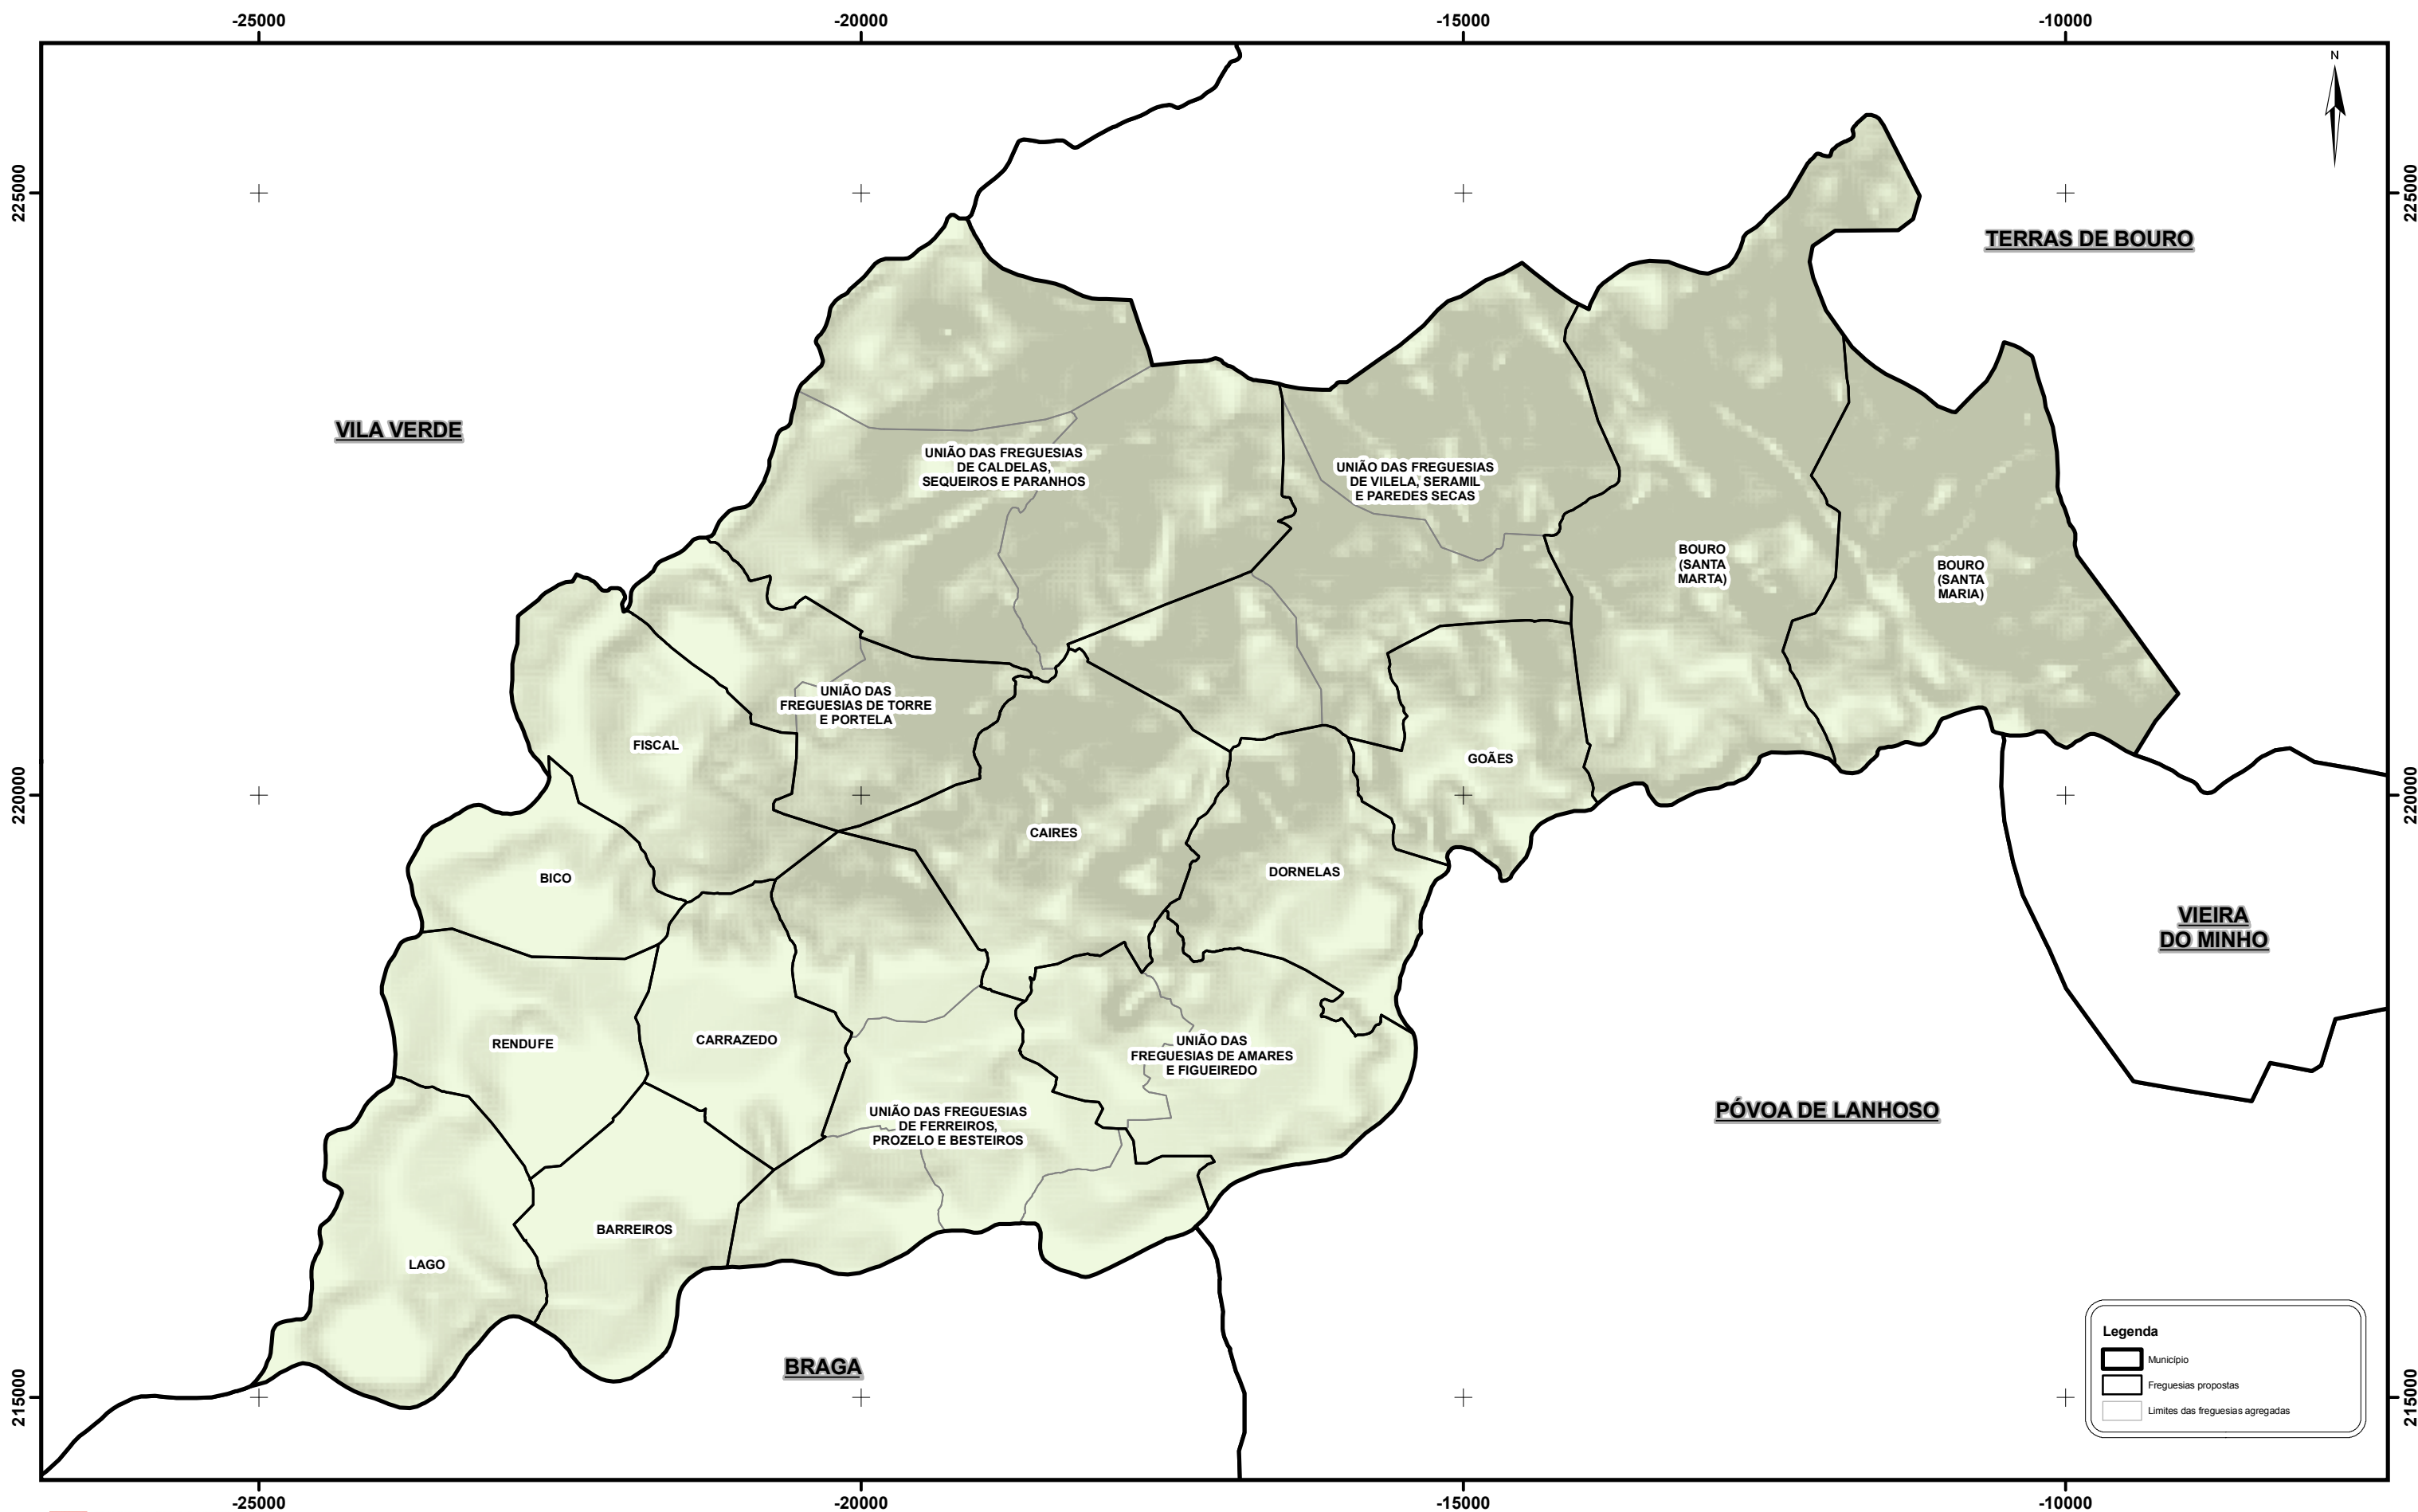 -25000
-20000
-15000
-10000
N
225000
225000
TERRAS DE BOURO
VILA VERDE
UNIÃO DAS FREGUESIAS
DE CALDELAS,
SEQUEIROS E PARANHOS
UNIÃO DAS FREGUESIAS
DE VILELA, SERAMIL
E PAREDES SECAS
BOURO
(SANTA
MARTA)
BOURO
(SANTA
MARIA)
UNIÃO DAS
FREGUESIAS DE TORRE
E PORTELA
FISCAL
GOÃES
220000
220000
CAIRES
DORNELAS
BICO
VIEIRA
DO MINHO
RENDUFE
CARRAZEDO
UNIÃO DAS
FREGUESIAS DE AMARES
E FIGUEIREDO
UNIÃO DAS FREGUESIAS
DE FERREIROS,
PROZELO E BESTEIROS
PÓVOA DE LANHOSO
BARREIROS
LAGO
BRAGA
215000
215000
Legenda
Município
Freguesias propostas
Limites das freguesias agregadas
-25000
-20000
-15000
-10000